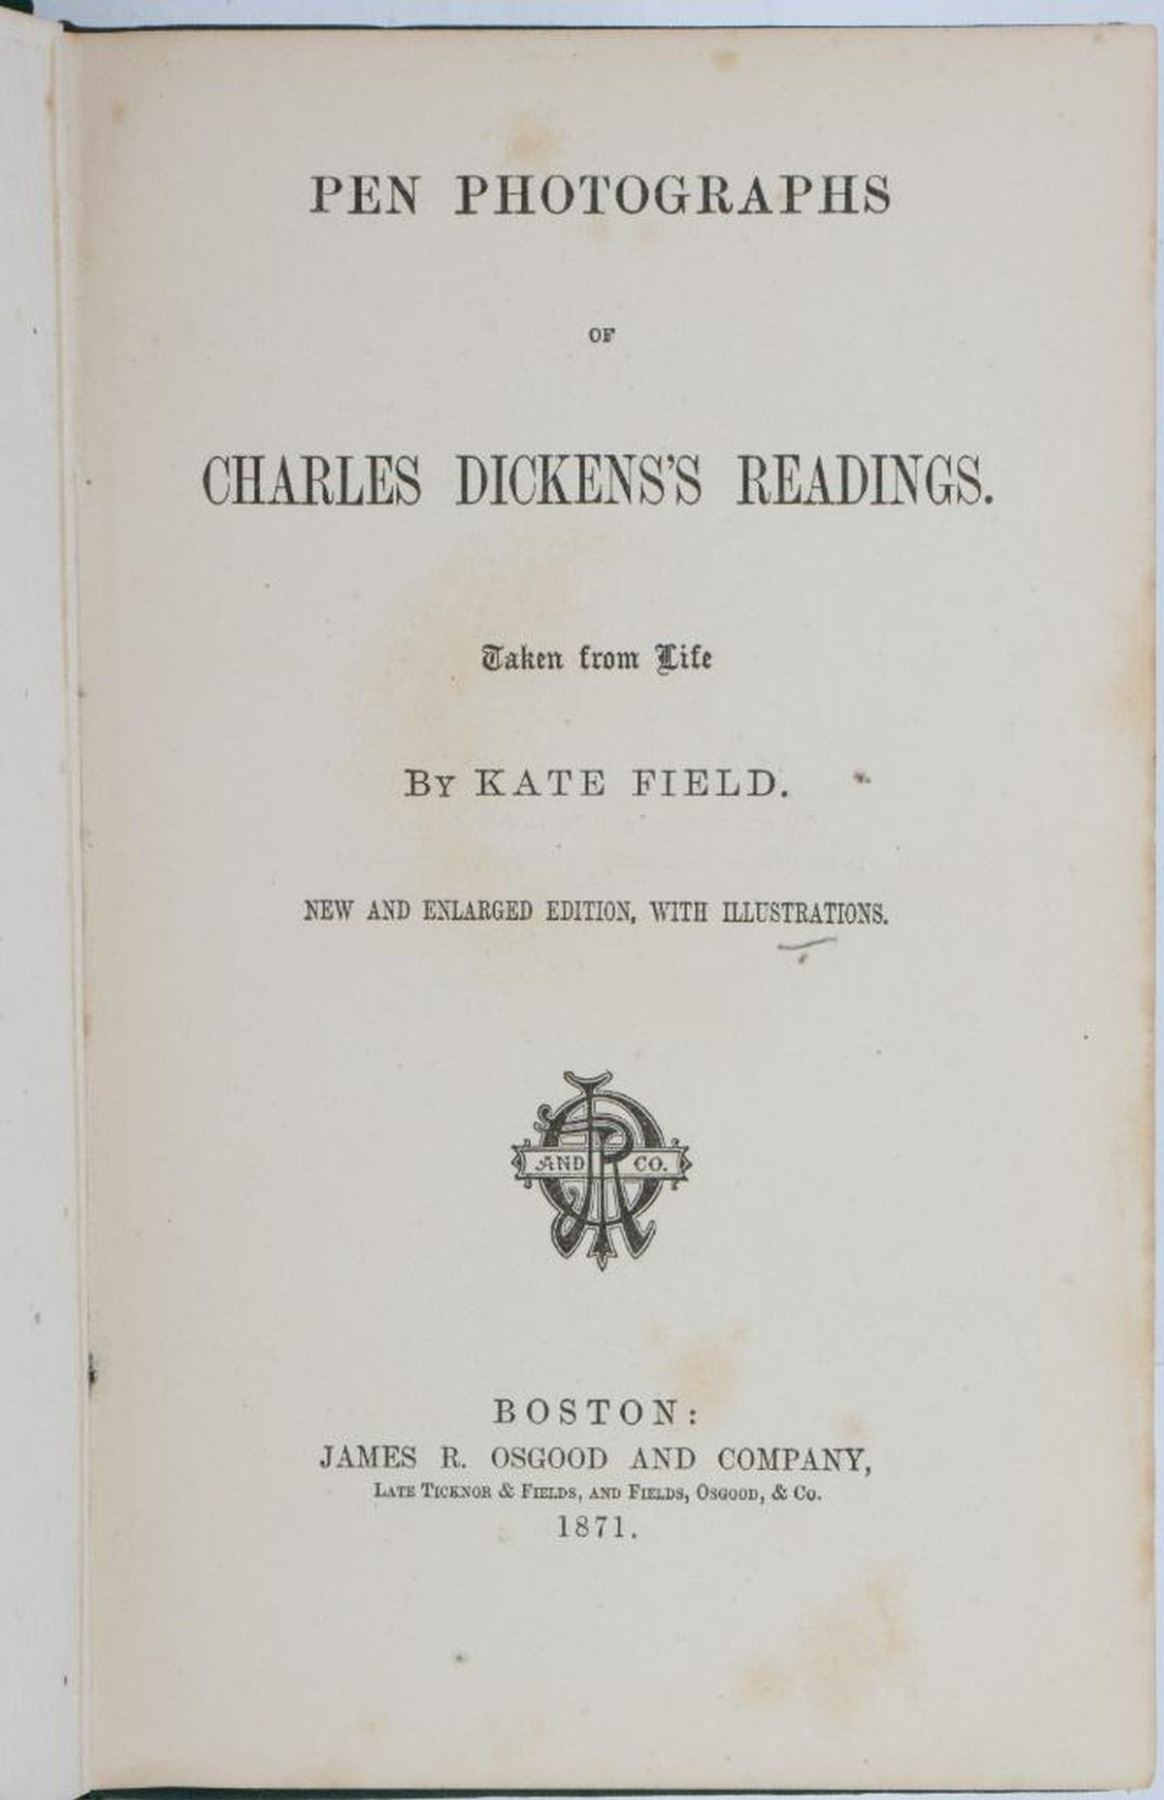 PEN PHOTOGRAPHS
OF
CHARLES DICKENS'S READINGS.
Taken from Life
BY KATE FIELD.
NEW AND ENLARGED EDITION, WITH ILLUSTRATIONS.
AND CO.
BOSTON:
JAMES R. OSGOOD AND COMPANY,
LATE TICKNOR & FIELDS, AND FIELDS, OSGOOD, & CO.
1871.